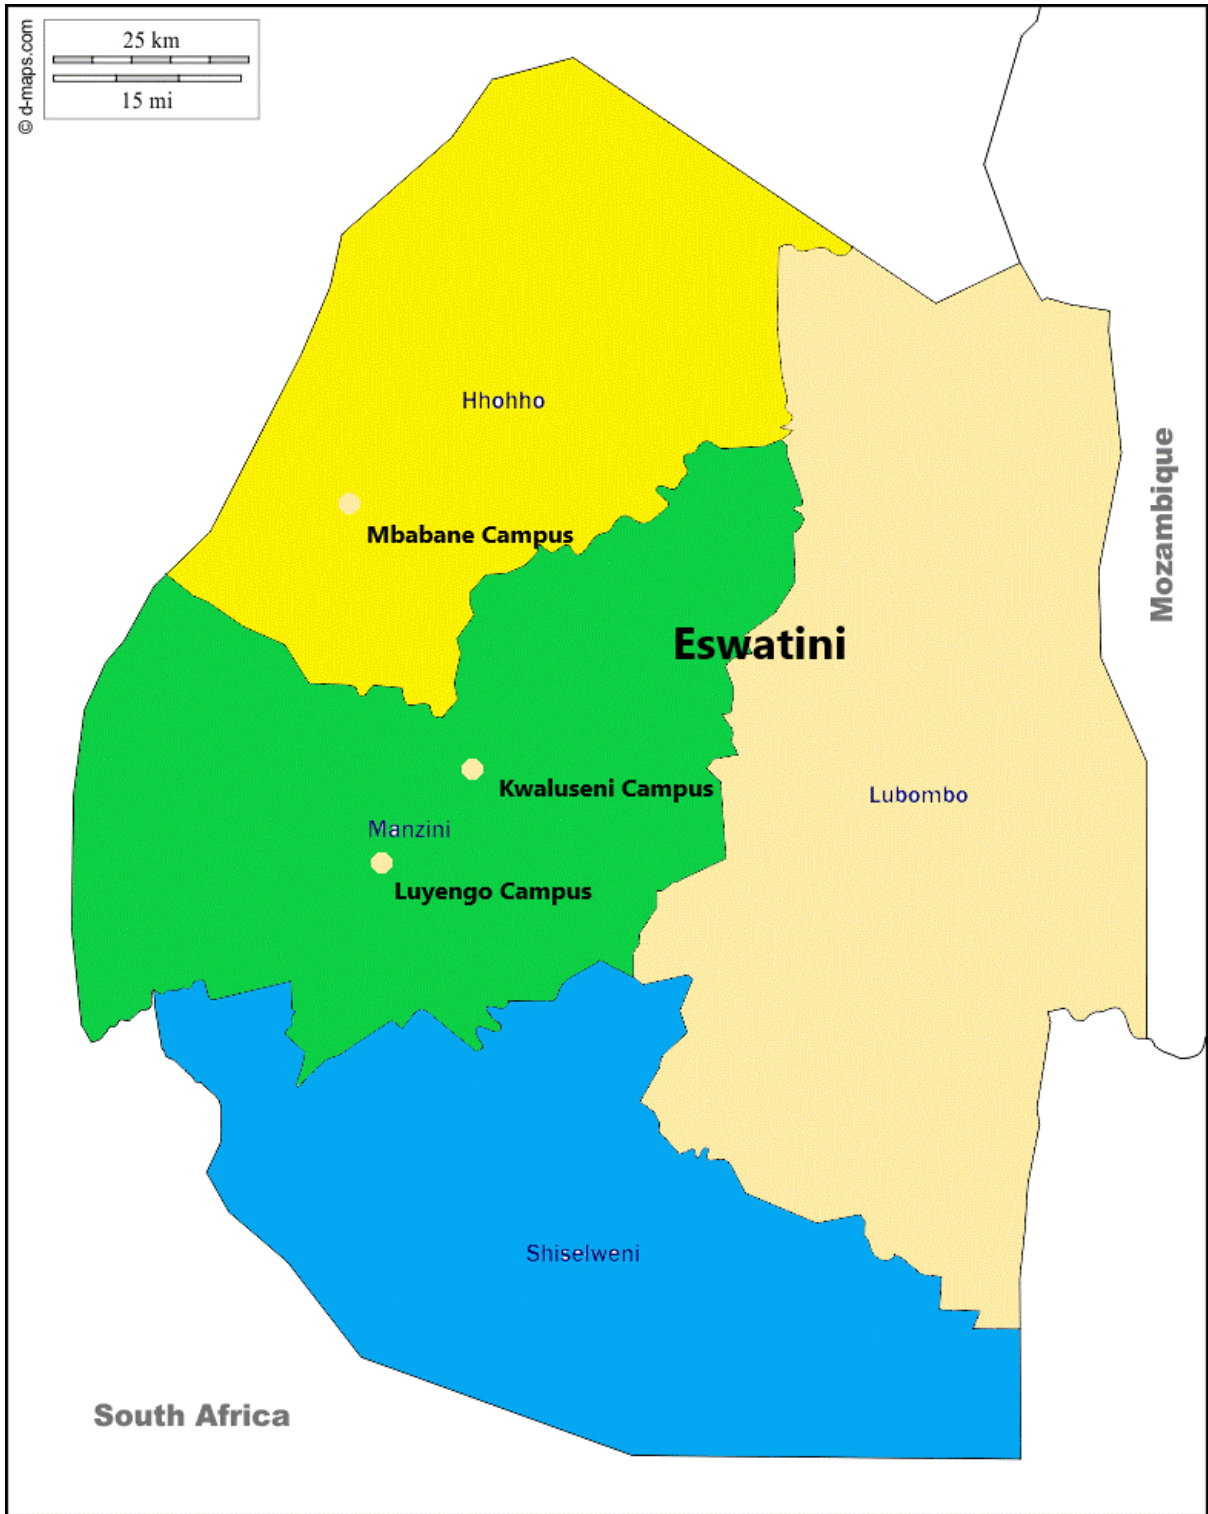 © d-maps.com
25 km
15 mi
Hhohho
Mozambique
Mbabane Campus
Eswatini
Kwaluseni Campus
Lubombo
Manzini
Luyengo Campus
Shiselweni
South Africa